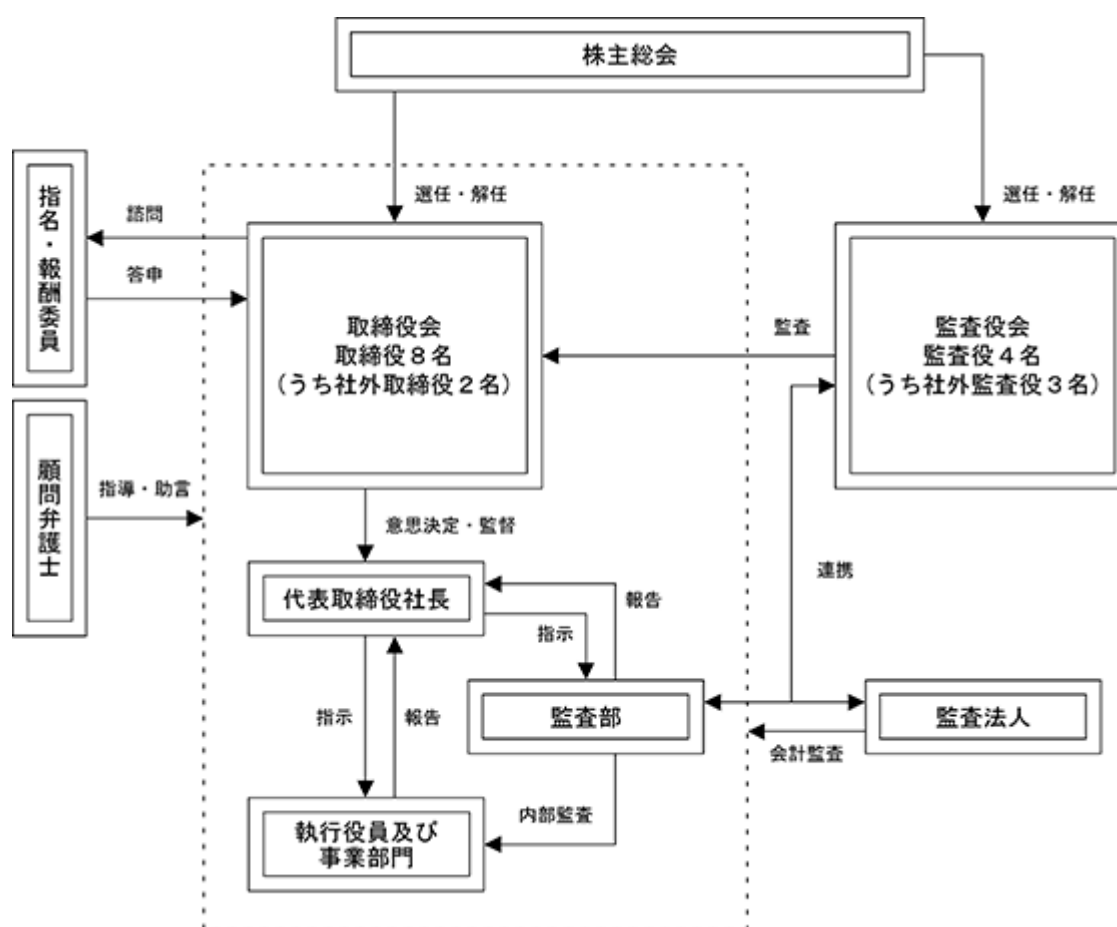 株主総会
選任・解任
選任・解任
指名・報酬委員
諮問
答申
取締役会
取締役8名
(うち社外取締役2名)
監査
監査役会
監査役4名
(うち社外監査役3名)
顧問弁護士
指導・助言
意思決定・監督
代表取締役社長
報告
指示
連携
指示
報告
監査部
監査法人
会計監査
内部監査
執行役員及び
事業部門